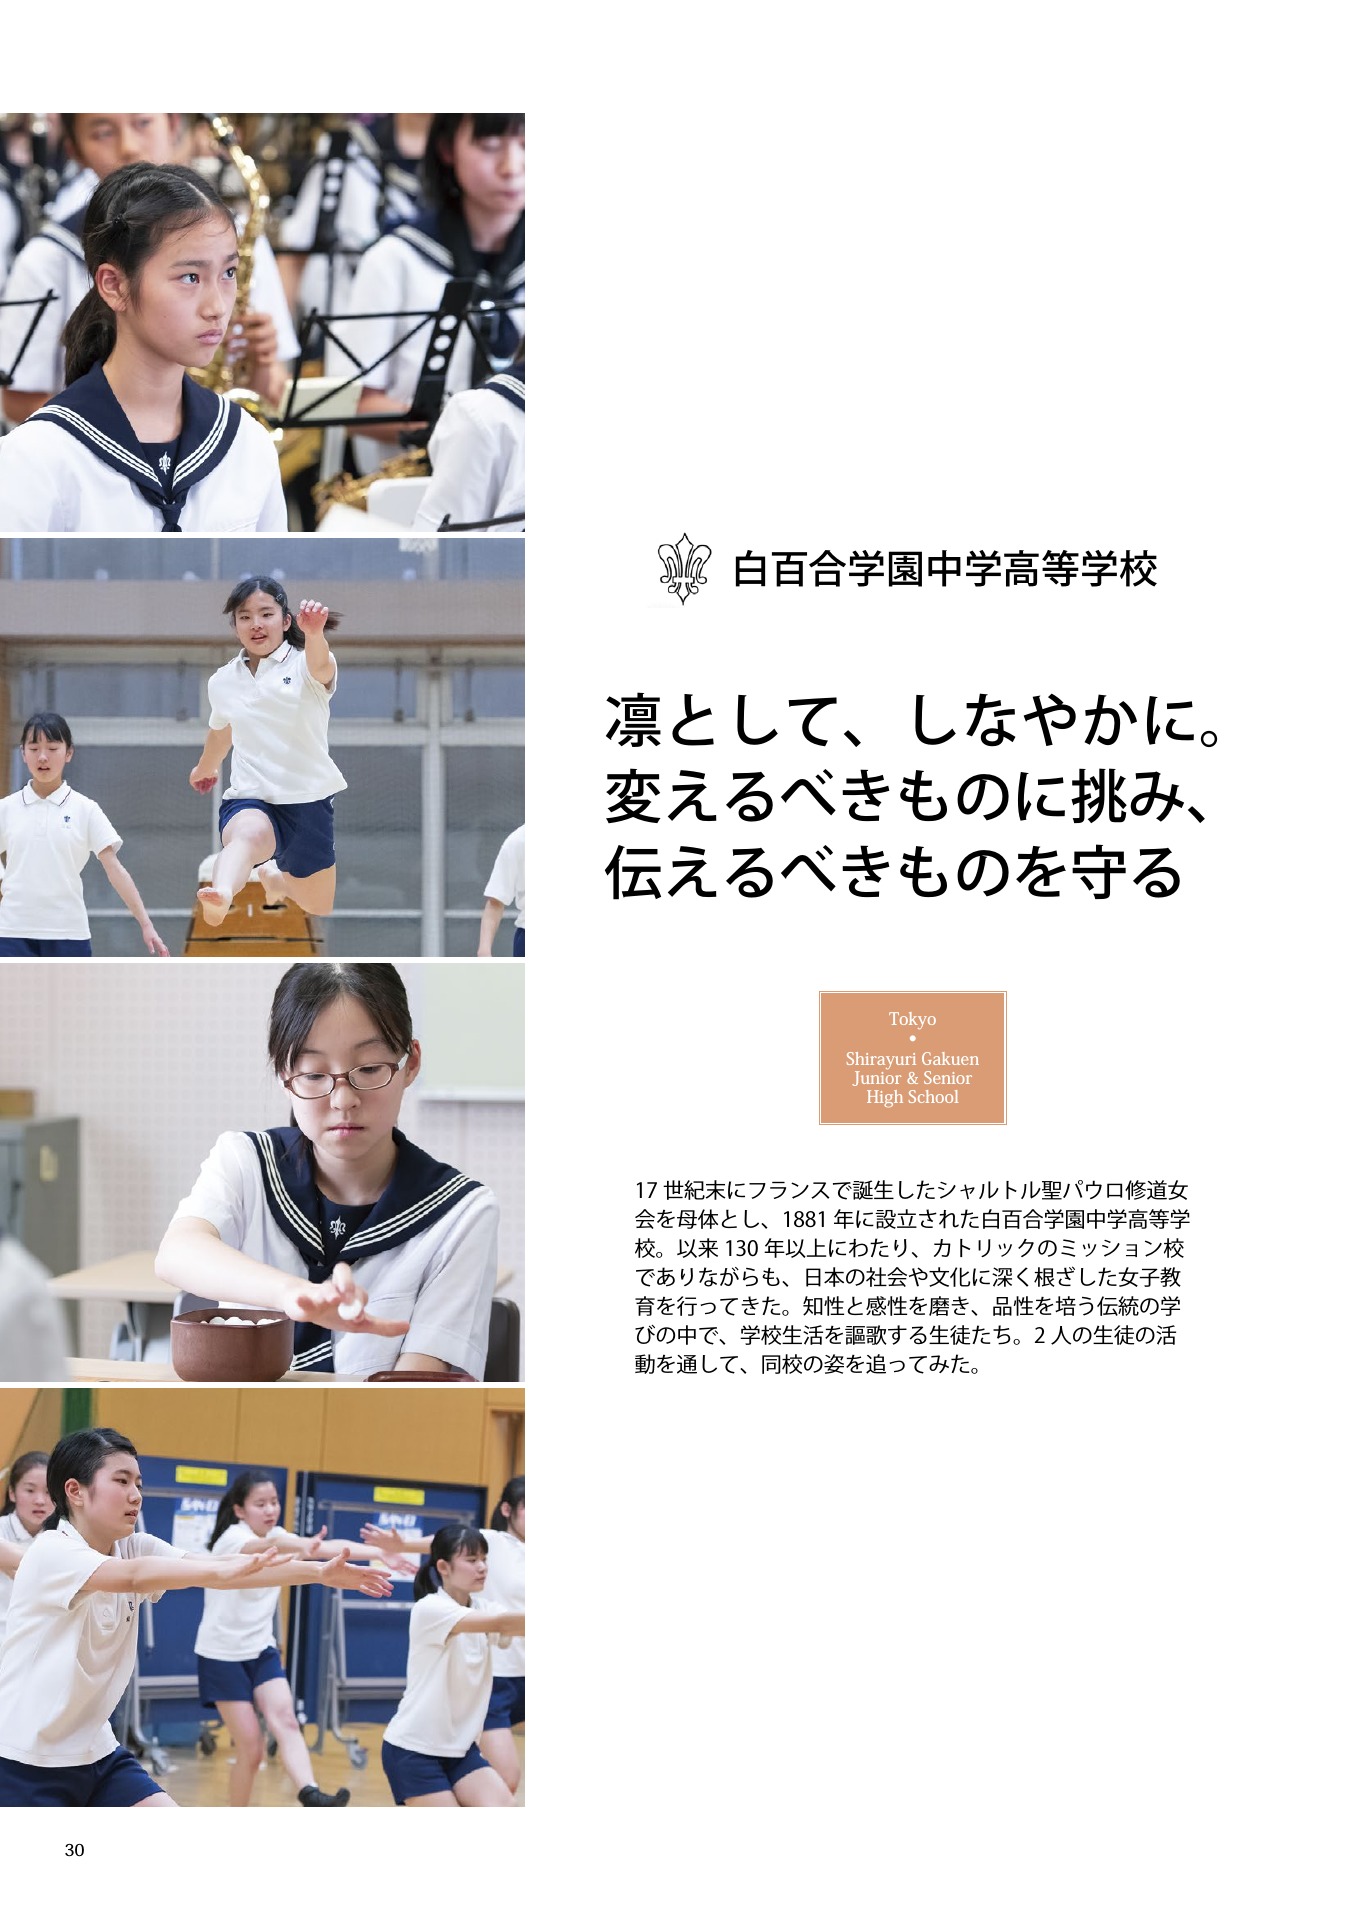 白百合学園中学高等学校
凛として、しなやかに。
変えるべきものに挑み、
伝えるべきものを守る
Tokyo
•
Shirayuri Gakuen
Junior & Senior
High School
17 世紀末にフランスで誕生したシャルトル聖パウロ修道女
会を母体とし、1881 年に設立された白百合学園中学高等学
校。以来 130 年以上にわたり、カトリックのミッション校
でありながらも、日本の社会や文化に深く根ざした女子教
育を行ってきた。知性と感性を磨き、品性を培う伝統の学
びの中で、学校生活を謳歌する生徒たち。2 人の生徒の活
動を通して、同校の姿を追ってみた。
30